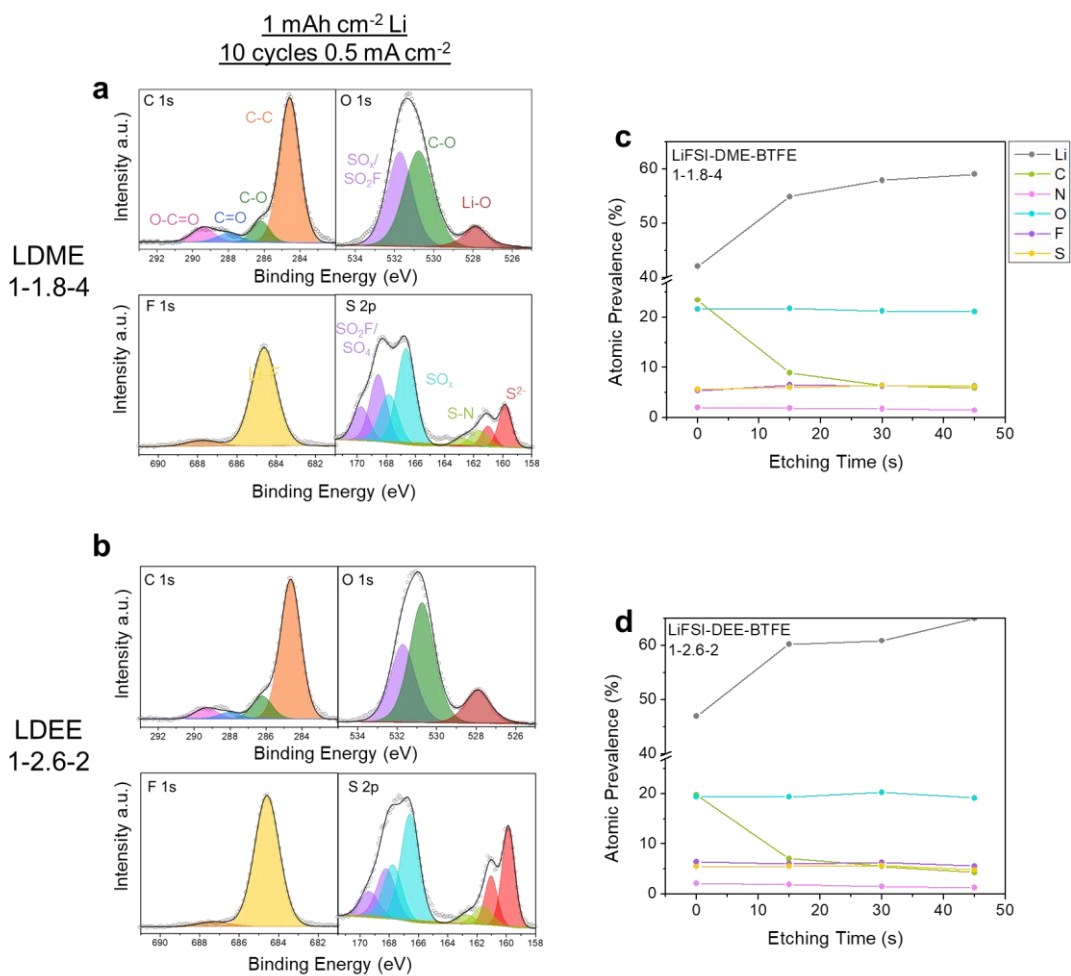 1 mAh cm⁻² Li
10 cycles 0.5 mA cm⁻²
a
LDME
1-1.8-4
C 1s
C-C
C-O
C=O
O-C=O
Intensity a.u.
292 290 288 286 284
Binding Energy (eV)
O 1s
SOₓ/
SO₂F
C-O
Li-O
534 532 530 528 526
Binding Energy (eV)
F 1s
Intensity a.u.
690 688 686 684 682
S 2p
SO₂F/
SO₄
SOₓ
S-N
S²⁻
170 168 166 164 162 160 158
Binding Energy (eV)
b
LDEE
1-2.6-2
C 1s
Intensity a.u.
292 290 288 286 284
Binding Energy (eV)
O 1s
534 532 530 528 526
Binding Energy (eV)
F 1s
Intensity a.u.
690 688 686 684 682
Binding Energy (eV)
S 2p
170 168 166 164 162 160 158
Binding Energy (eV)
c
LiFSI-DME-BTFE
1-1.8-4
Atomic Prevalence (%)
60
50
40
20
10
0
0 10 20 30 40 50
Etching Time (s)
Li
C
N
O
F
S
d
LiFSI-DEE-BTFE
1-2.6-2
Atomic Prevalence (%)
60
50
40
20
10
0
0 10 20 30 40 50
Etching Time (s)